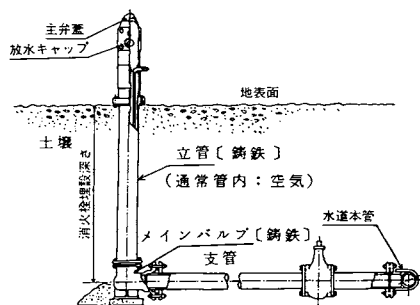 主弁蓋
放水キャップ
地表面
土壌
消火栓埋設深さ
立管〔鋳鉄〕
(通常管内:空気)
水道本管
メインバルブ〔鋳鉄〕
支管